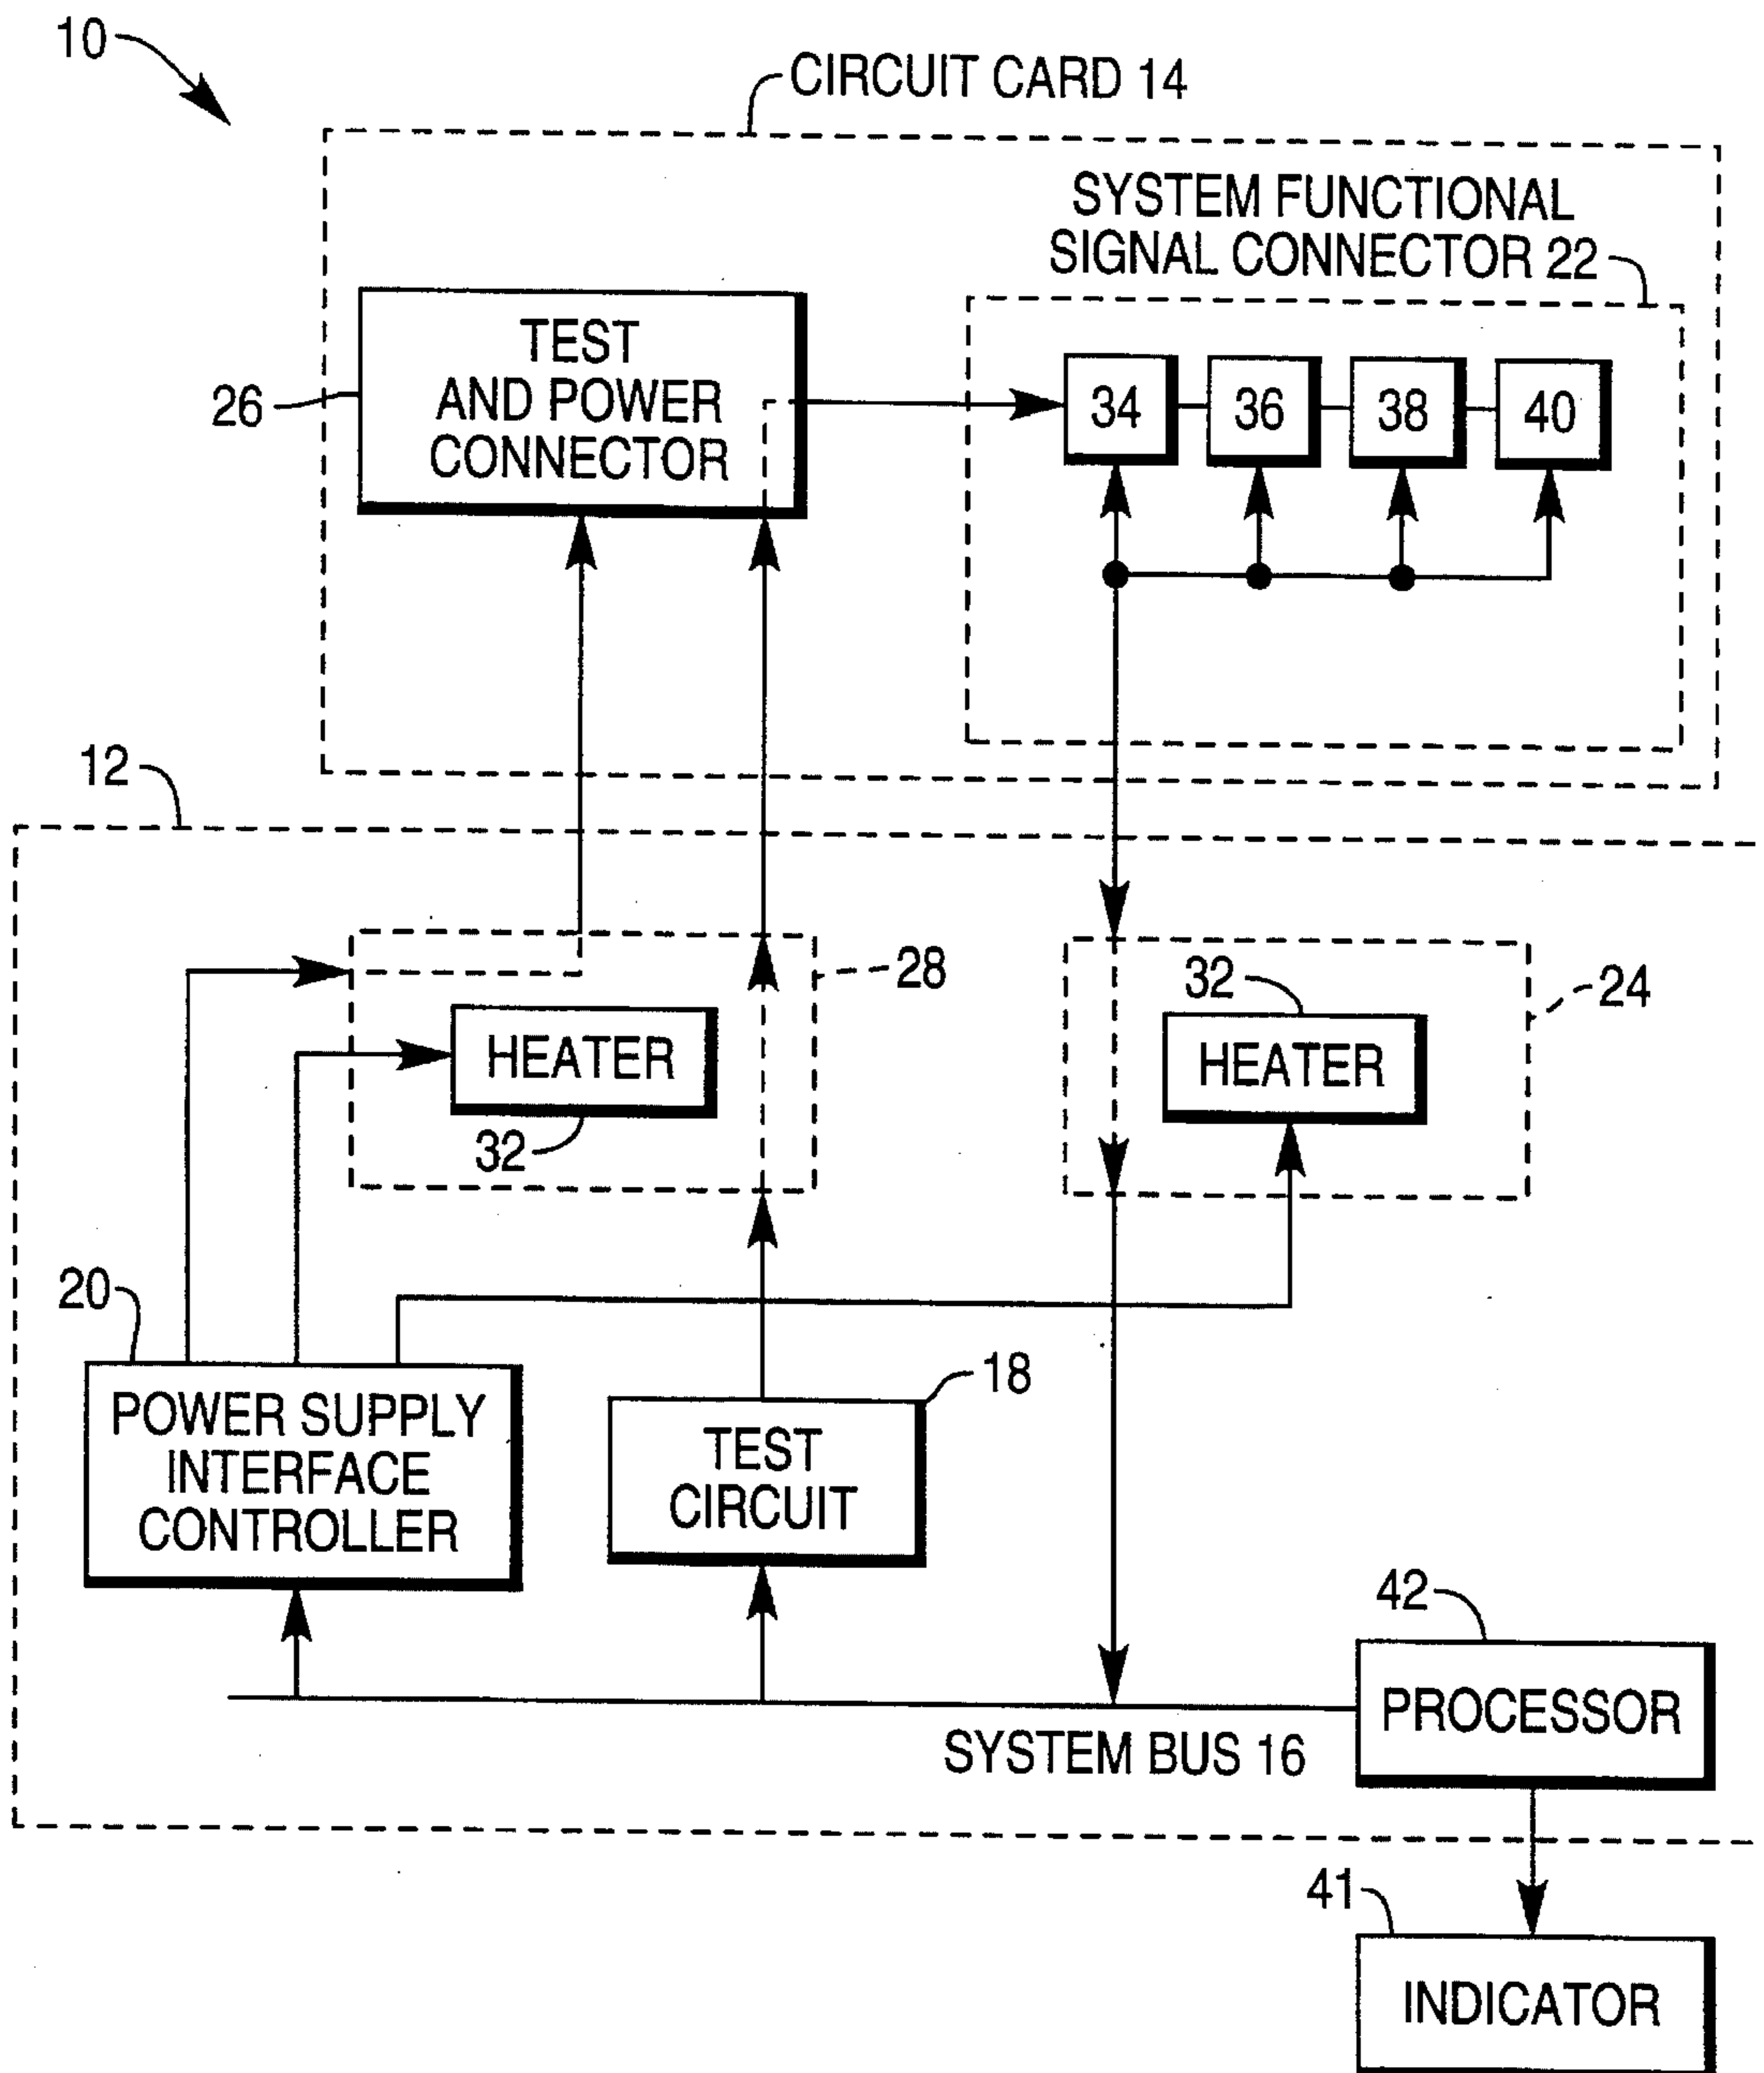 10
CIRCUIT CARD 14
SYSTEM FUNCTIONAL
SIGNAL CONNECTOR 22
TEST
AND POWER
CONNECTOR
26
34
36
38
40
12
28
32
24
HEATER
HEATER
32
20
18
POWER SUPPLY
INTERFACE
CONTROLLER
TEST
CIRCUIT
42
PROCESSOR
SYSTEM BUS 16
41
INDICATOR